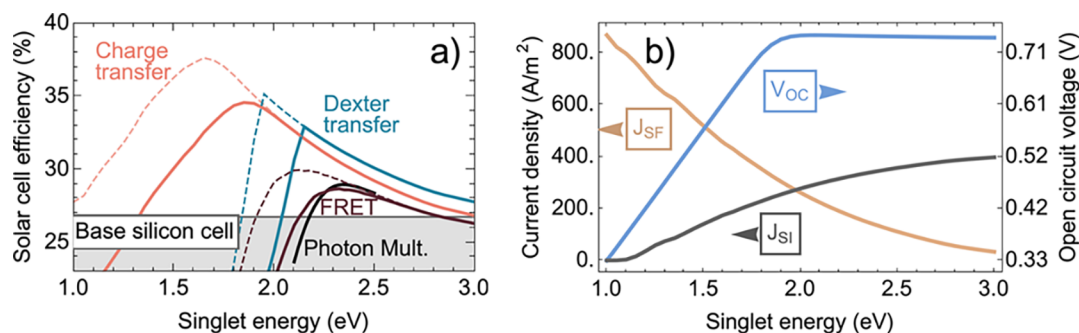 a)
Solar cell efficiency (%)
40
35
30
25
Charge
transfer
Dexter
transfer
FRET
Base silicon cell
Photon Mult.
1.0 1.5 2.0 2.5 3.0
Singlet energy (eV)
b)
Current density (A/m²)
800.
600.
400.
200.
0.
V_OC
J_SF
J_SI
0.71
0.61
0.52
0.42
0.33
Open circuit voltage (V)
1.0 1.5 2.0 2.5 3.0
Singlet energy (eV)